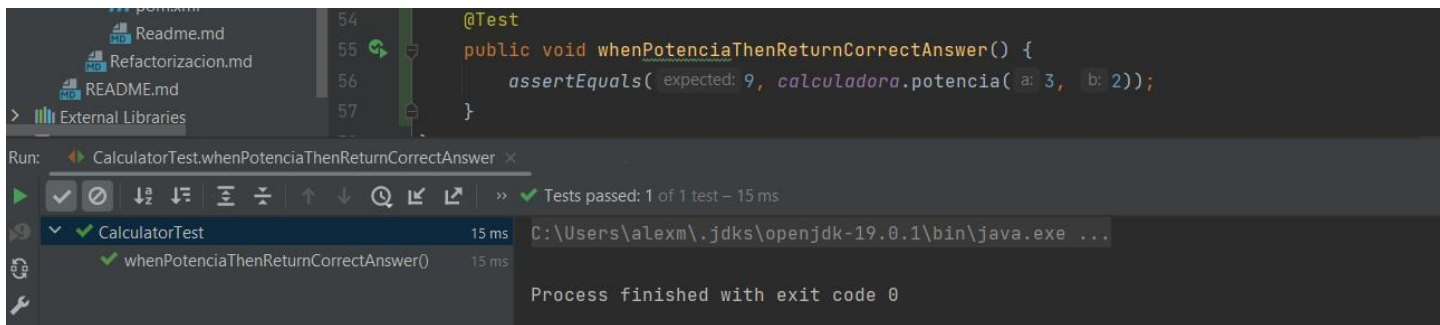 pom.xml
Readme.md
Refactorizacion.md
README.md
External Libraries
54 @Test
55 public void whenPotenciaThenReturnCorrectAnswer() {
56 assertEquals( expected: 9, calculadora.potencia( a: 3, b: 2));
57 }
Run: CalculatorTest.whenPotenciaThenReturnCorrectAnswer ×
» Tests passed: 1 of 1 test – 15 ms
CalculatorTest 15 ms
whenPotenciaThenReturnCorrectAnswer() 15 ms
C:\Users\alexm\.jdks\openjdk-19.0.1\bin\java.exe ...
Process finished with exit code 0